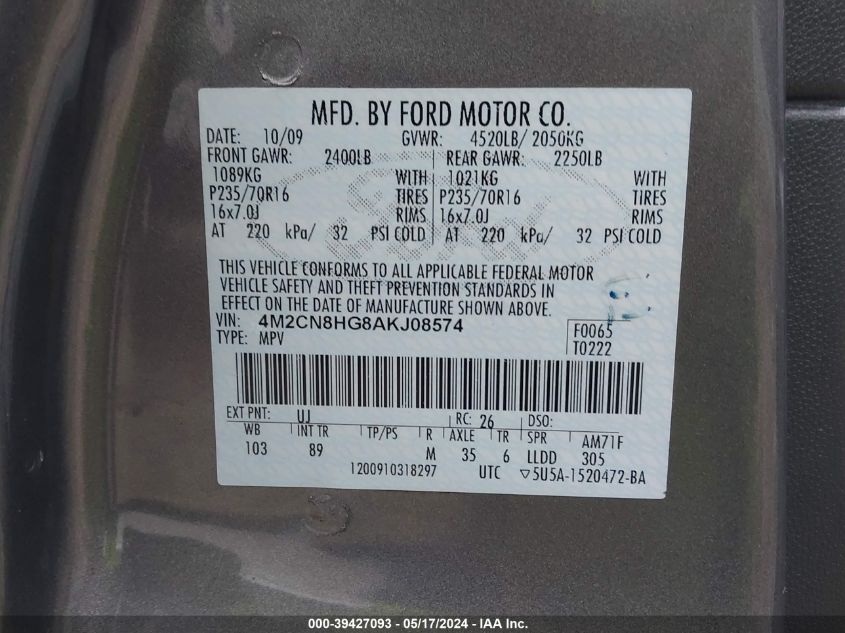 MFD. BY FORD MOTOR CO.
DATE: 10/09 GVWR: 4520LB/ 2050KG
FRONT GAWR: 2400LB REAR GAWR: 2250LB
1089KG WITH 1021KG WITH
P235/70R16 TIRES P235/70R16 TIRES
16x7.0J RIMS 16x7.0J RIMS
AT 220 kPa/ 32 PSI COLD AT 220 kPa/ 32 PSI COLD
Ford
THIS VEHICLE CONFORMS TO ALL APPLICABLE FEDERAL MOTOR
VEHICLE SAFETY AND THEFT PREVENTION STANDARDS IN
EFFECT ON THE DATE OF MANUFACTURE SHOWN ABOVE.
VIN: 4M2CN8HG8AKJ08574 F0065
TYPE: MPV T0222
EXT PNT: UJ RC: 26 DSO:
WB INT TR TP/PS R AXLE TR SPR AM71F
103 89 M 35 6 LLDD 305
1200910318297 UTC ▽5U5A-1520472-BA
000-39427093 - 05/17/2024 - IAA Inc.